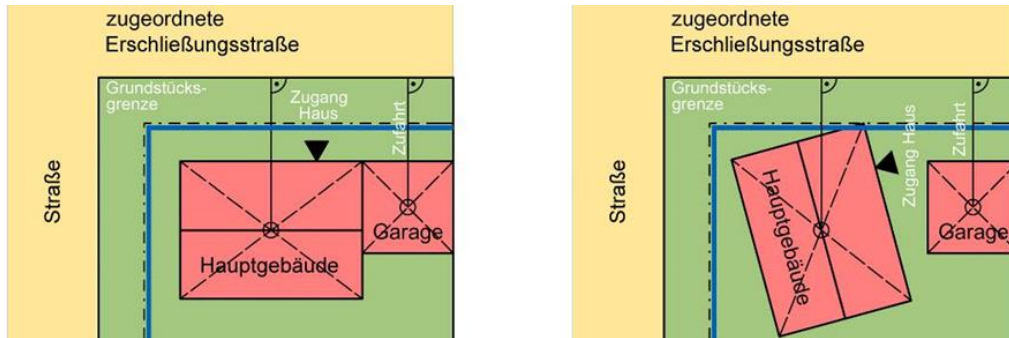 zugeordnete
Erschließungsstraße
Grundstücks-
grenze
Zugang
Haus
Zufahrt
Straße
Garage
Hauptgebäude
zugeordnete
Erschließungsstraße
Grundstücks-
grenze
Zufahrt
Zugang Haus
Straße
Hauptgebäude
Garage